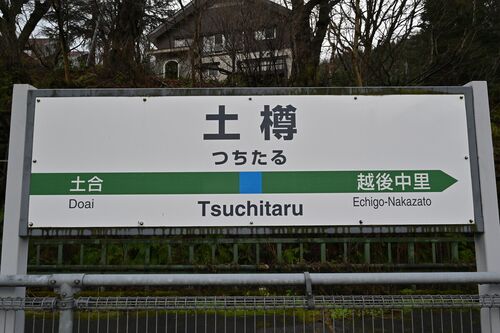 土樽
つちたる
土合 越後中里
Doai Tsuchitaru Echigo-Nakazato